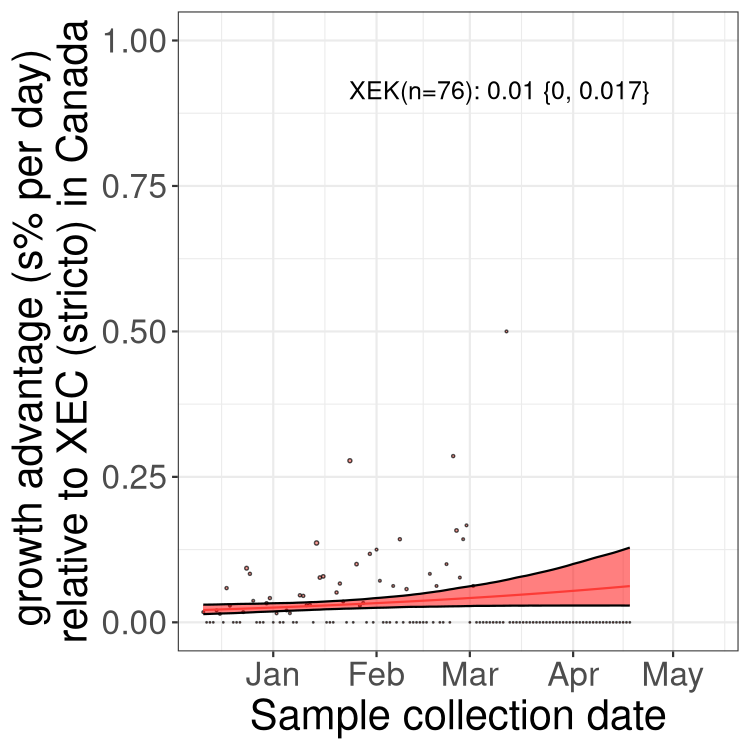 growth advantage (s% per day)
relative to XEC (stricto) in Canada
1.00
0.75
0.50
0.25
0.00
XEK(n=76): 0.01 {0, 0.017}
Jan Feb Mar Apr May
Sample collection date